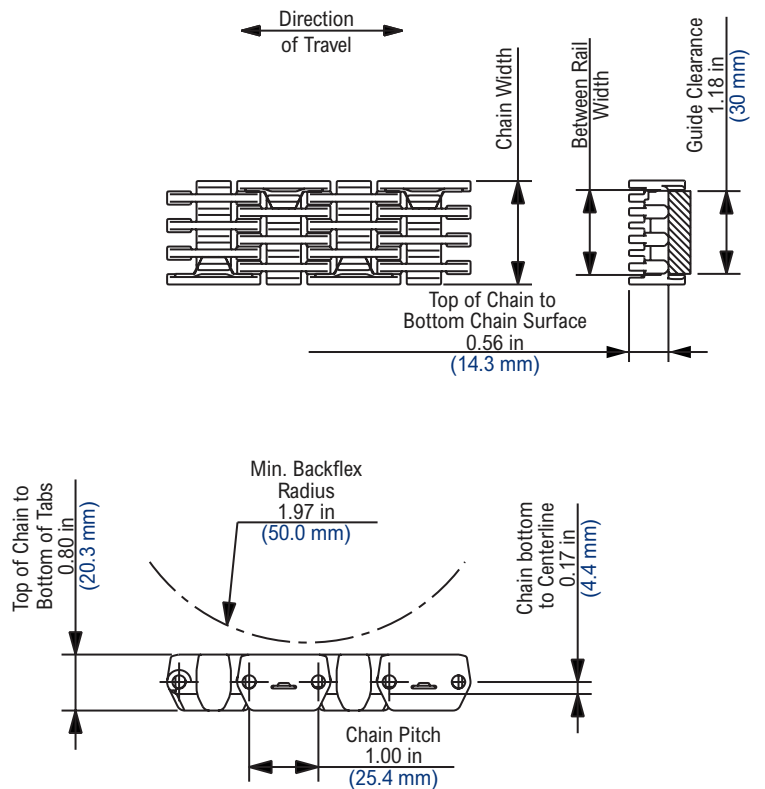 Direction
of Travel
Chain Width
Between Rail
Width
Guide Clearance
1.18 in
(30 mm)
Top of Chain to
Bottom Chain Surface
0.56 in
(14.3 mm)
Top of Chain to
Bottom of Tabs
0.80 in
(20.3 mm)
Min. Backflex
Radius
1.97 in
(50.0 mm)
Chain bottom
to Centerline
0.17 in
(4.4 mm)
Chain Pitch
1.00 in
(25.4 mm)